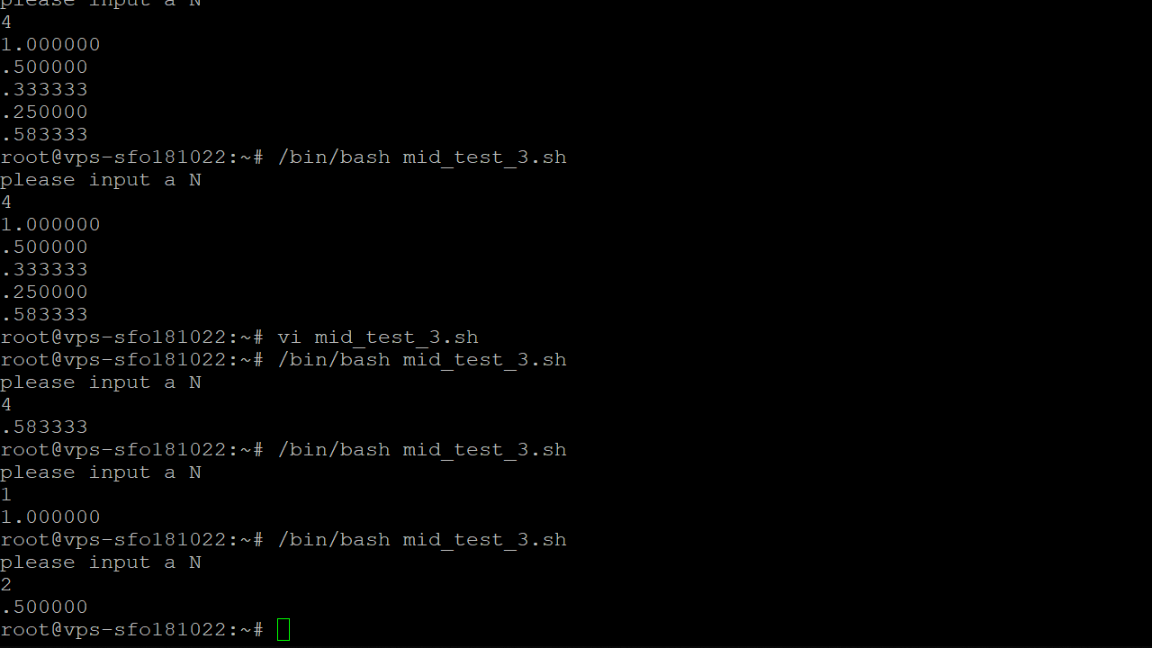 please input a N
4
1.000000
.500000
.333333
.250000
.583333
root@vps-sfo181022:~# /bin/bash mid_test_3.sh
please input a N
4
1.000000
.500000
.333333
.250000
.583333
root@vps-sfo181022:~# vi mid_test_3.sh
root@vps-sfo181022:~# /bin/bash mid_test_3.sh
please input a N
4
.583333
root@vps-sfo181022:~# /bin/bash mid_test_3.sh
please input a N
1
1.000000
root@vps-sfo181022:~# /bin/bash mid_test_3.sh
please input a N
2
.500000
root@vps-sfo181022:~#